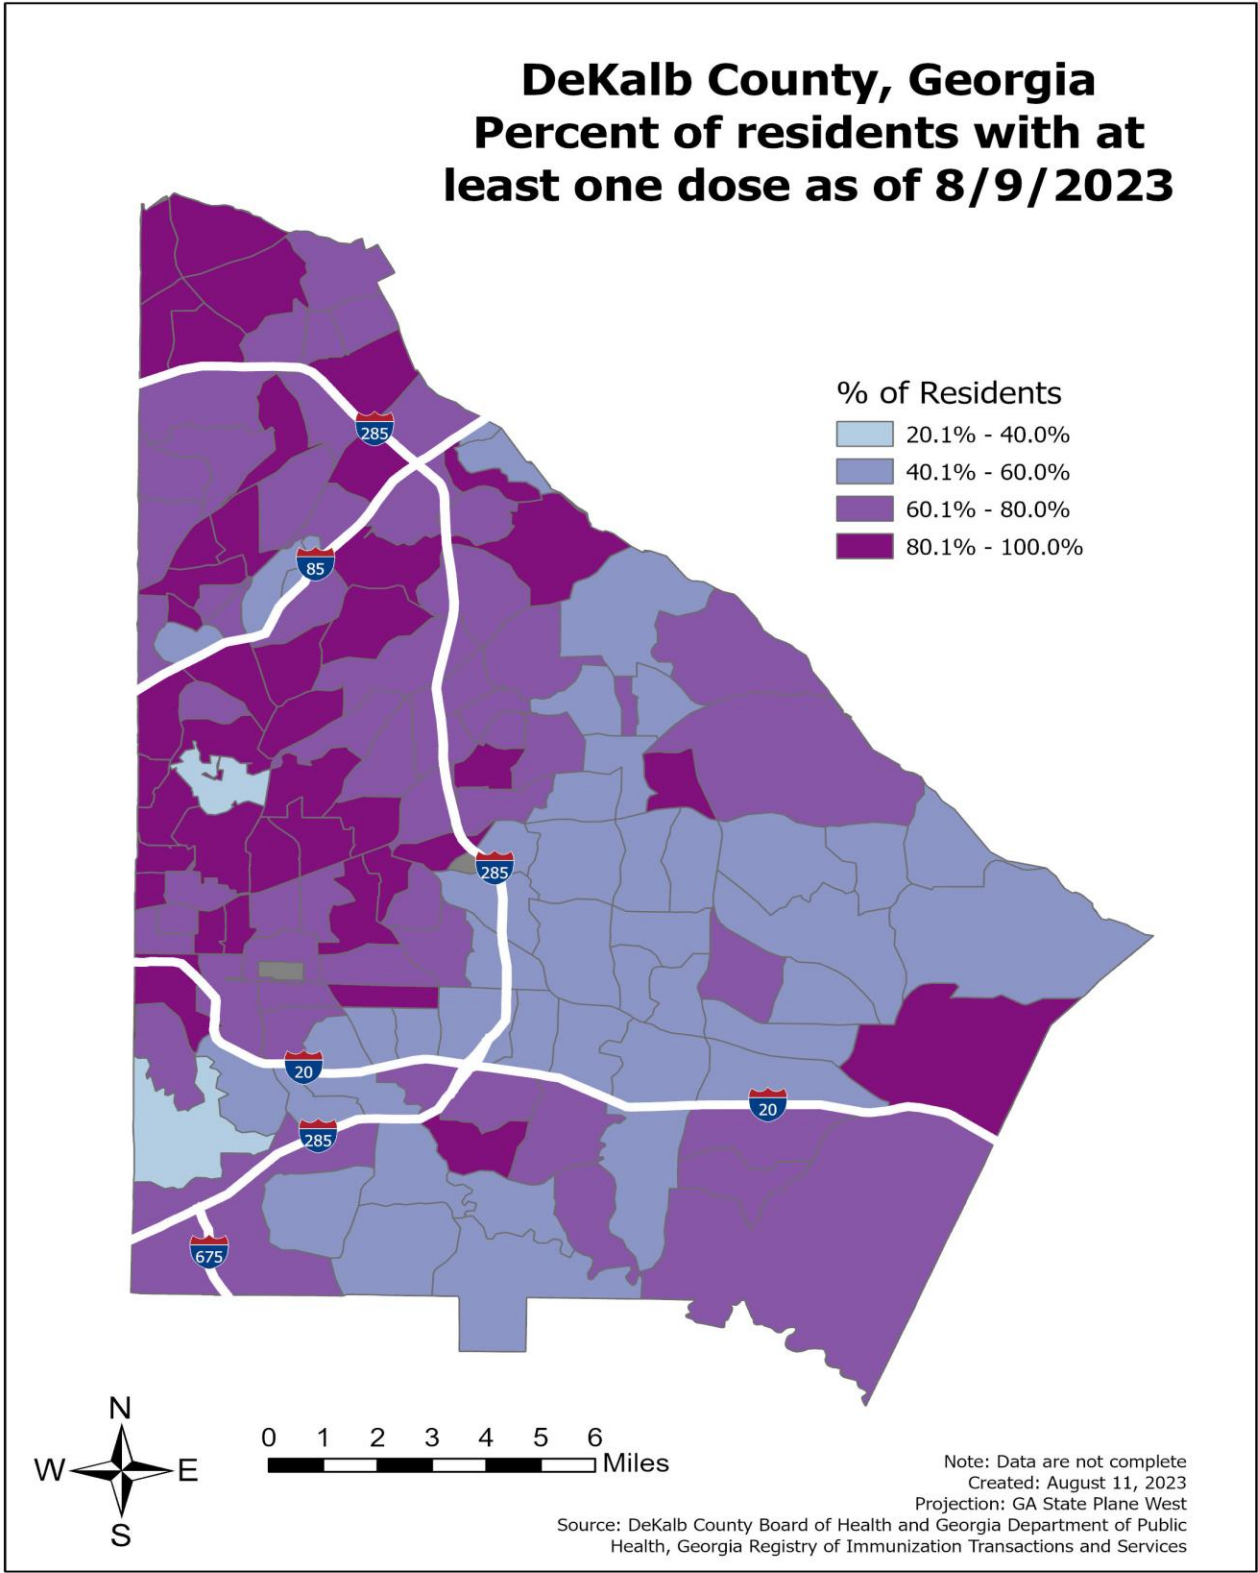 DeKalb County, Georgia
Percent of residents with at
least one dose as of 8/9/2023
% of Residents
20.1% - 40.0%
40.1% - 60.0%
60.1% - 80.0%
80.1% - 100.0%
285
85
285
20
20
285
675
N
W E
S
0 1 2 3 4 5 6
Miles
Note: Data are not complete
Created: August 11, 2023
Projection: GA State Plane West
Source: DeKalb County Board of Health and Georgia Department of Public
Health, Georgia Registry of Immunization Transactions and Services